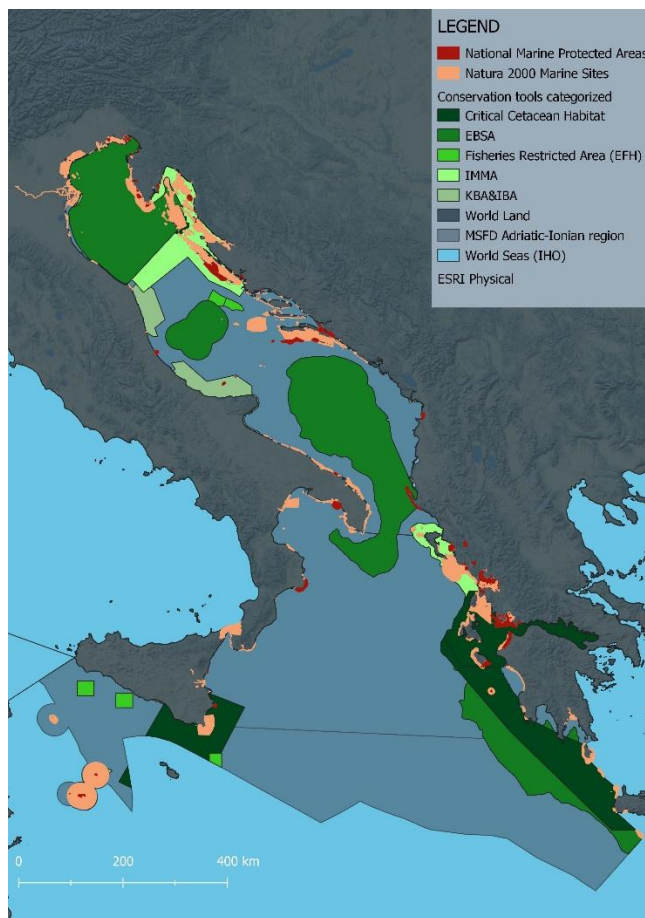 LEGEND
National Marine Protected Areas
Natura 2000 Marine Sites
Conservation tools categorized
Critical Cetacean Habitat
EBSA
Fisheries Restricted Area (EFH)
IMMA
KBA&IBA
World Land
MSFD Adriatic-Ionian region
World Seas (IHO)
ESRI Physical
0 200 400 km